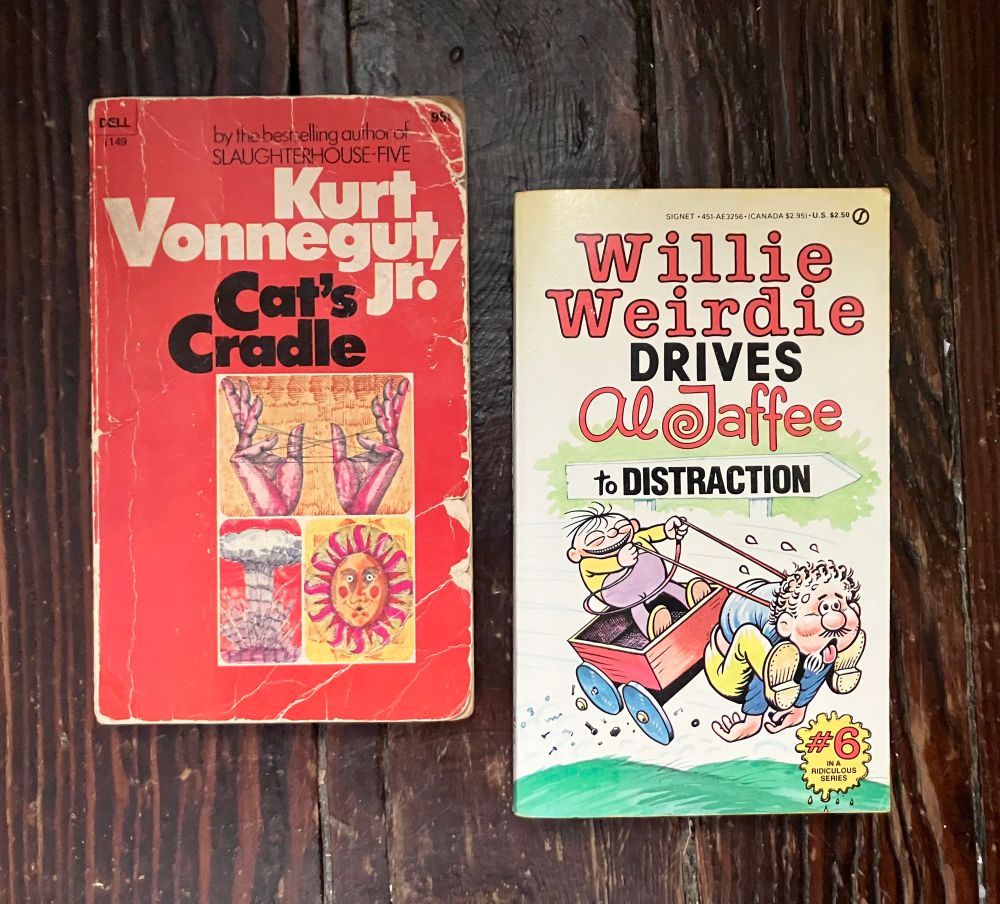 DELL
149
95¢
by the best-selling author of
SLAUGHTERHOUSE-FIVE
Kurt
Vonnegut,
jr.
Cat's
Cradle
SIGNET • 451-AE3256 • (CANADA $2.95) • U.S. $2.50
Willie
Weirdie
DRIVES
Al Jaffee
to DISTRACTION
#6
IN A
RIDICULOUS
SERIES